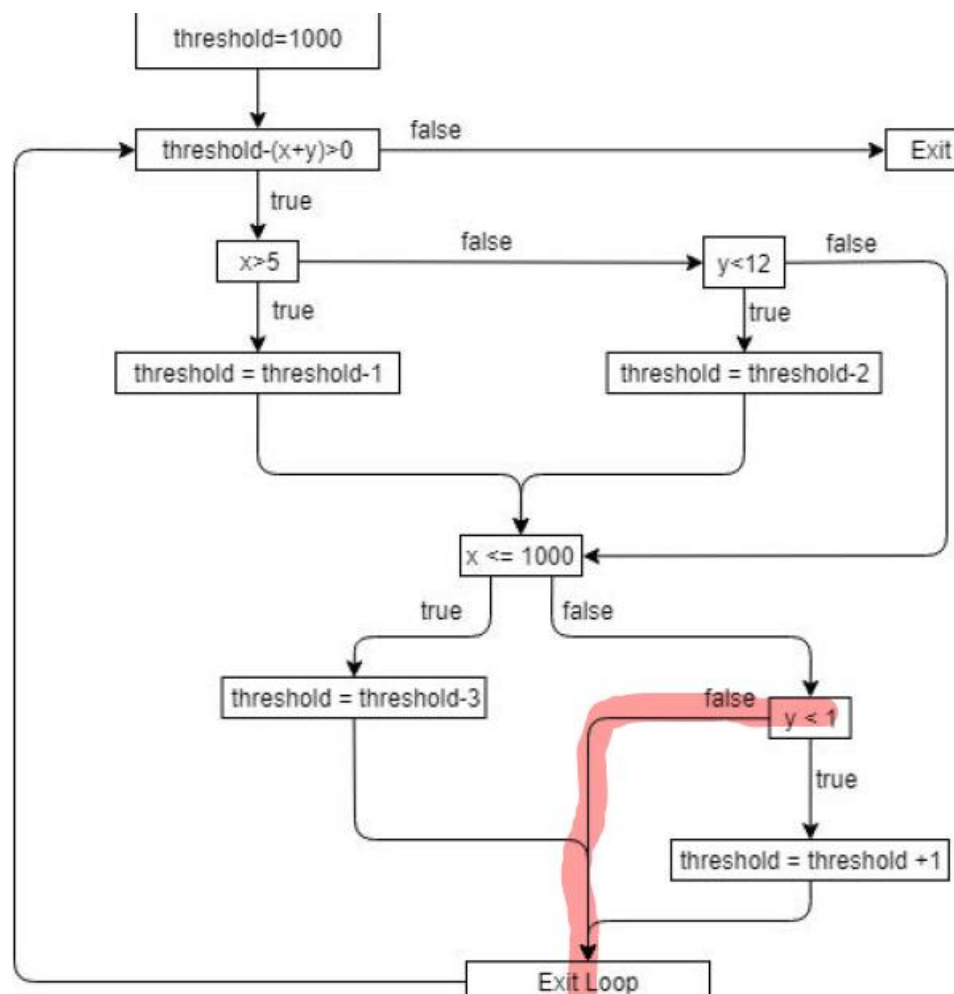 threshold=1000
threshold-(x+y)>0
false
Exit
true
x>5
false
y<12
false
true
true
threshold = threshold-1
threshold = threshold-2
x <= 1000
true
false
threshold = threshold-3
false
y < 1
true
threshold = threshold +1
Exit Loop